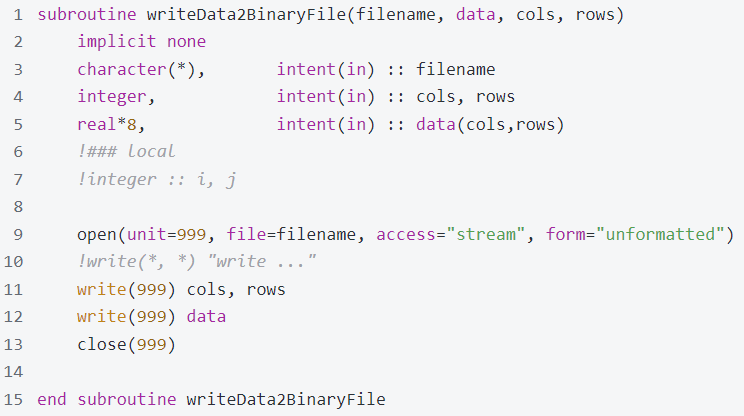 1 subroutine writeData2BinaryFile(filename, data, cols, rows)
2     implicit none
3     character(*),       intent(in) :: filename
4     integer,            intent(in) :: cols, rows
5     real*8,             intent(in) :: data(cols,rows)
6     !### local
7     !integer :: i, j
8
9     open(unit=999, file=filename, access="stream", form="unformatted")
10     !write(*, *) "write ..."
11     write(999) cols, rows
12     write(999) data
13     close(999)
14
15 end subroutine writeData2BinaryFile